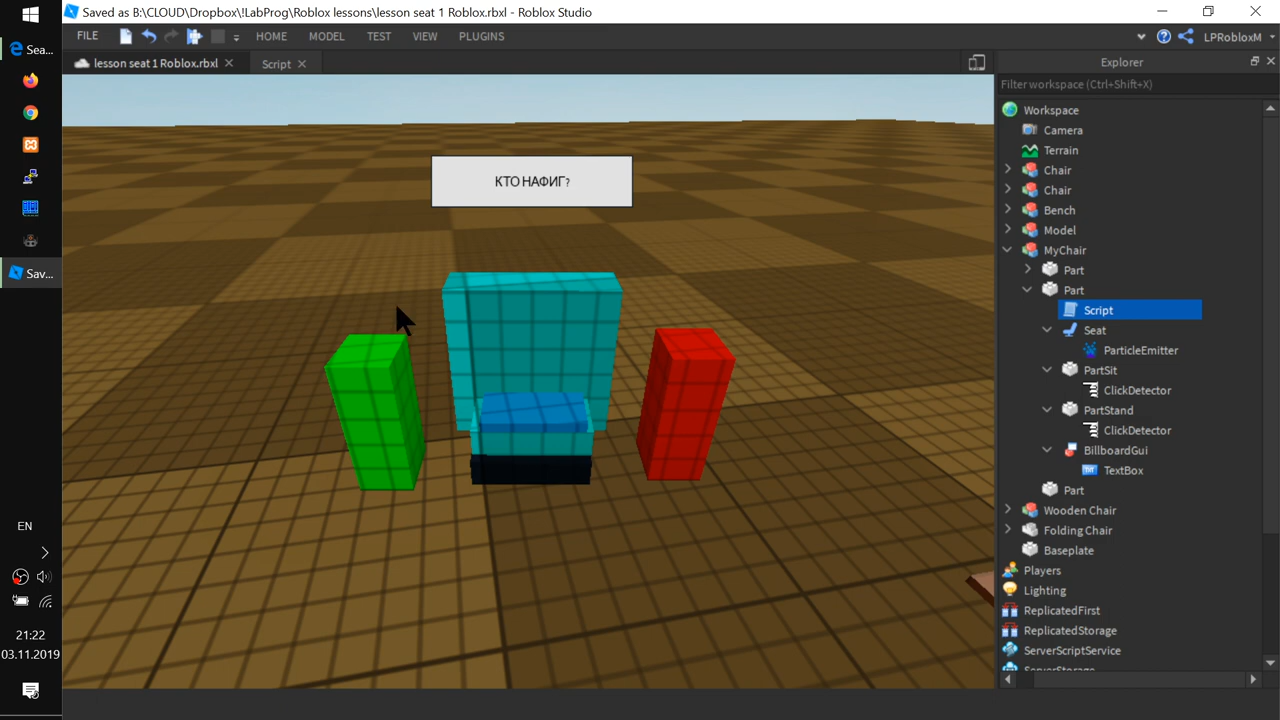 Saved as B:\CLOUD\Dropbox\!LabProg\Roblox lessons\lesson seat 1 Roblox.rbxl - Roblox Studio
FILE HOME MODEL TEST VIEW PLUGINS LPRobloxM
Sea...
lesson seat 1 Roblox.rbxl Script
Explorer
Filter workspace (Ctrl+Shift+X)
Workspace
Camera
Terrain
Chair
Chair
Bench
Model
MyChair
Part
Part
Script
Seat
ParticleEmitter
PartSit
ClickDetector
PartStand
ClickDetector
BillboardGui
TextBox
Part
Wooden Chair
Folding Chair
Baseplate
Players
Lighting
ReplicatedFirst
ReplicatedStorage
ServerScriptService
ServerStorage
КТО НАФИГ?
Sav...
EN
21:22
03.11.2019